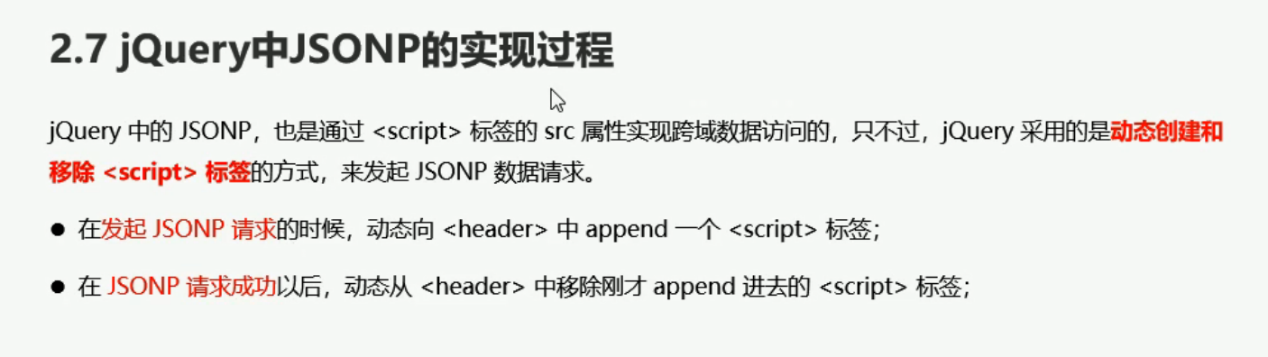 2.7 jQuery中JSONP的实现过程
jQuery 中的 JSONP，也是通过 <script> 标签的 src 属性实现跨域数据访问的，只不过，jQuery 采用的是动态创建和
移除 <script> 标签的方式，来发起 JSONP 数据请求。
● 在发起 JSONP 请求的时候，动态向 <header> 中 append 一个 <script> 标签；
● 在 JSONP 请求成功以后，动态从 <header> 中移除刚才 append 进去的 <script> 标签；